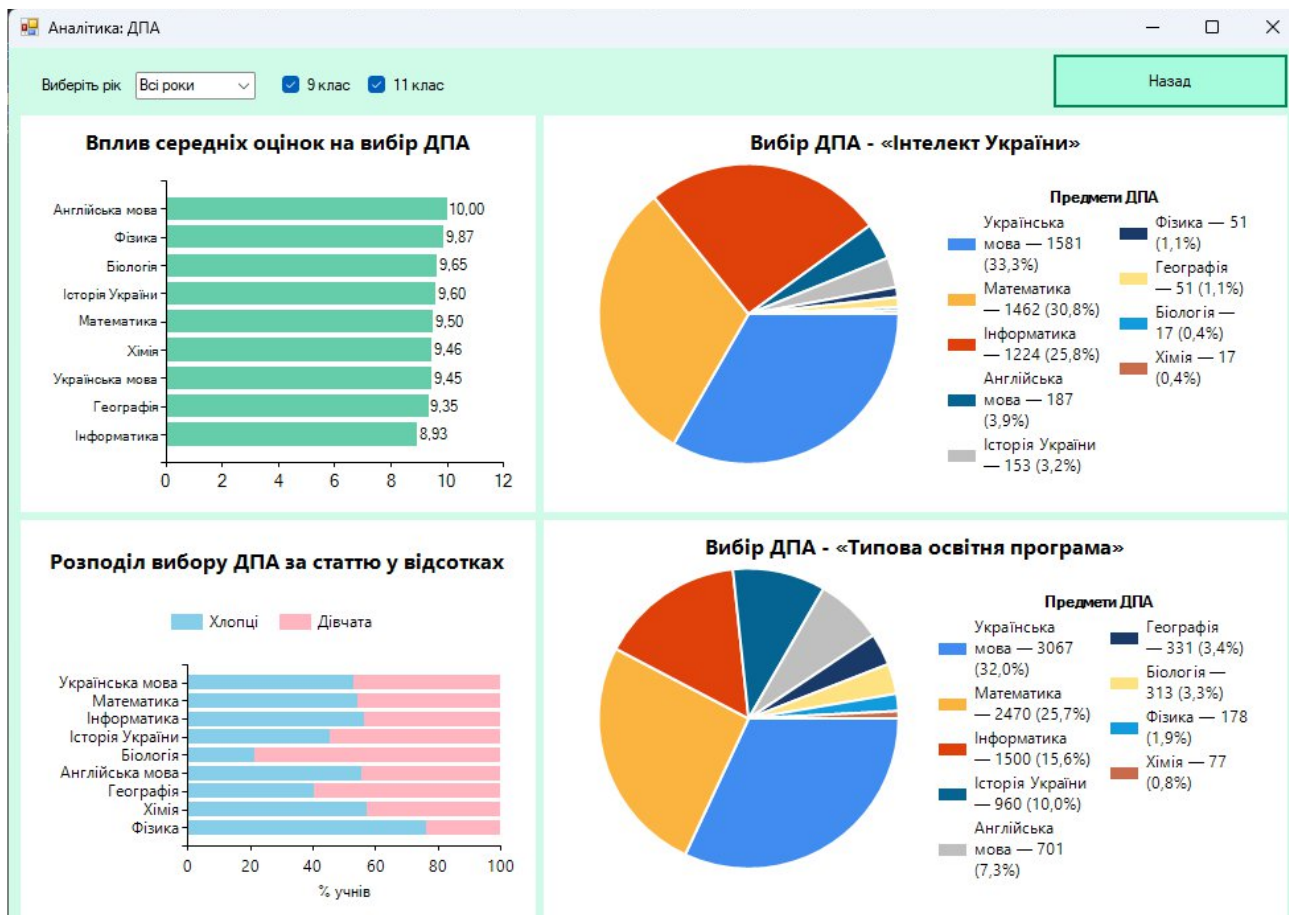 Аналітика: ДПА
Виберіть рік
Всі роки
9 клас
11 клас
Назад
Вплив середніх оцінок на вибір ДПА
Англійська мова
10,00
Фізика
9,87
Біологія
9,65
Історія України
9,60
Математика
9,50
Хімія
9,46
Українська мова
9,45
Географія
9,35
Інформатика
8,93
0 2 4 6 8 10 12
Вибір ДПА - «Інтелект України»
Предмети ДПА
Українська
мова — 1581
(33,3%)
Математика
— 1462 (30,8%)
Інформатика
— 1224 (25,8%)
Англійська
мова — 187
(3,9%)
Історія України
— 153 (3,2%)
Фізика — 51
(1,1%)
Географія
— 51 (1,1%)
Біологія —
17 (0,4%)
Хімія — 17
(0,4%)
Розподіл вибору ДПА за статтю у відсотках
Хлопці
Дівчата
Українська мова
Математика
Інформатика
Історія України
Біологія
Англійська мова
Географія
Хімія
Фізика
0 20 40 60 80 100
% учнів
Вибір ДПА - «Типова освітня програма»
Предмети ДПА
Українська
мова — 3067
(32,0%)
Математика
— 2470 (25,7%)
Інформатика
— 1500 (15,6%)
Історія України
— 960 (10,0%)
Англійська
мова — 701
(7,3%)
Географія
— 331 (3,4%)
Біологія —
313 (3,3%)
Фізика — 178
(1,9%)
Хімія — 77
(0,8%)